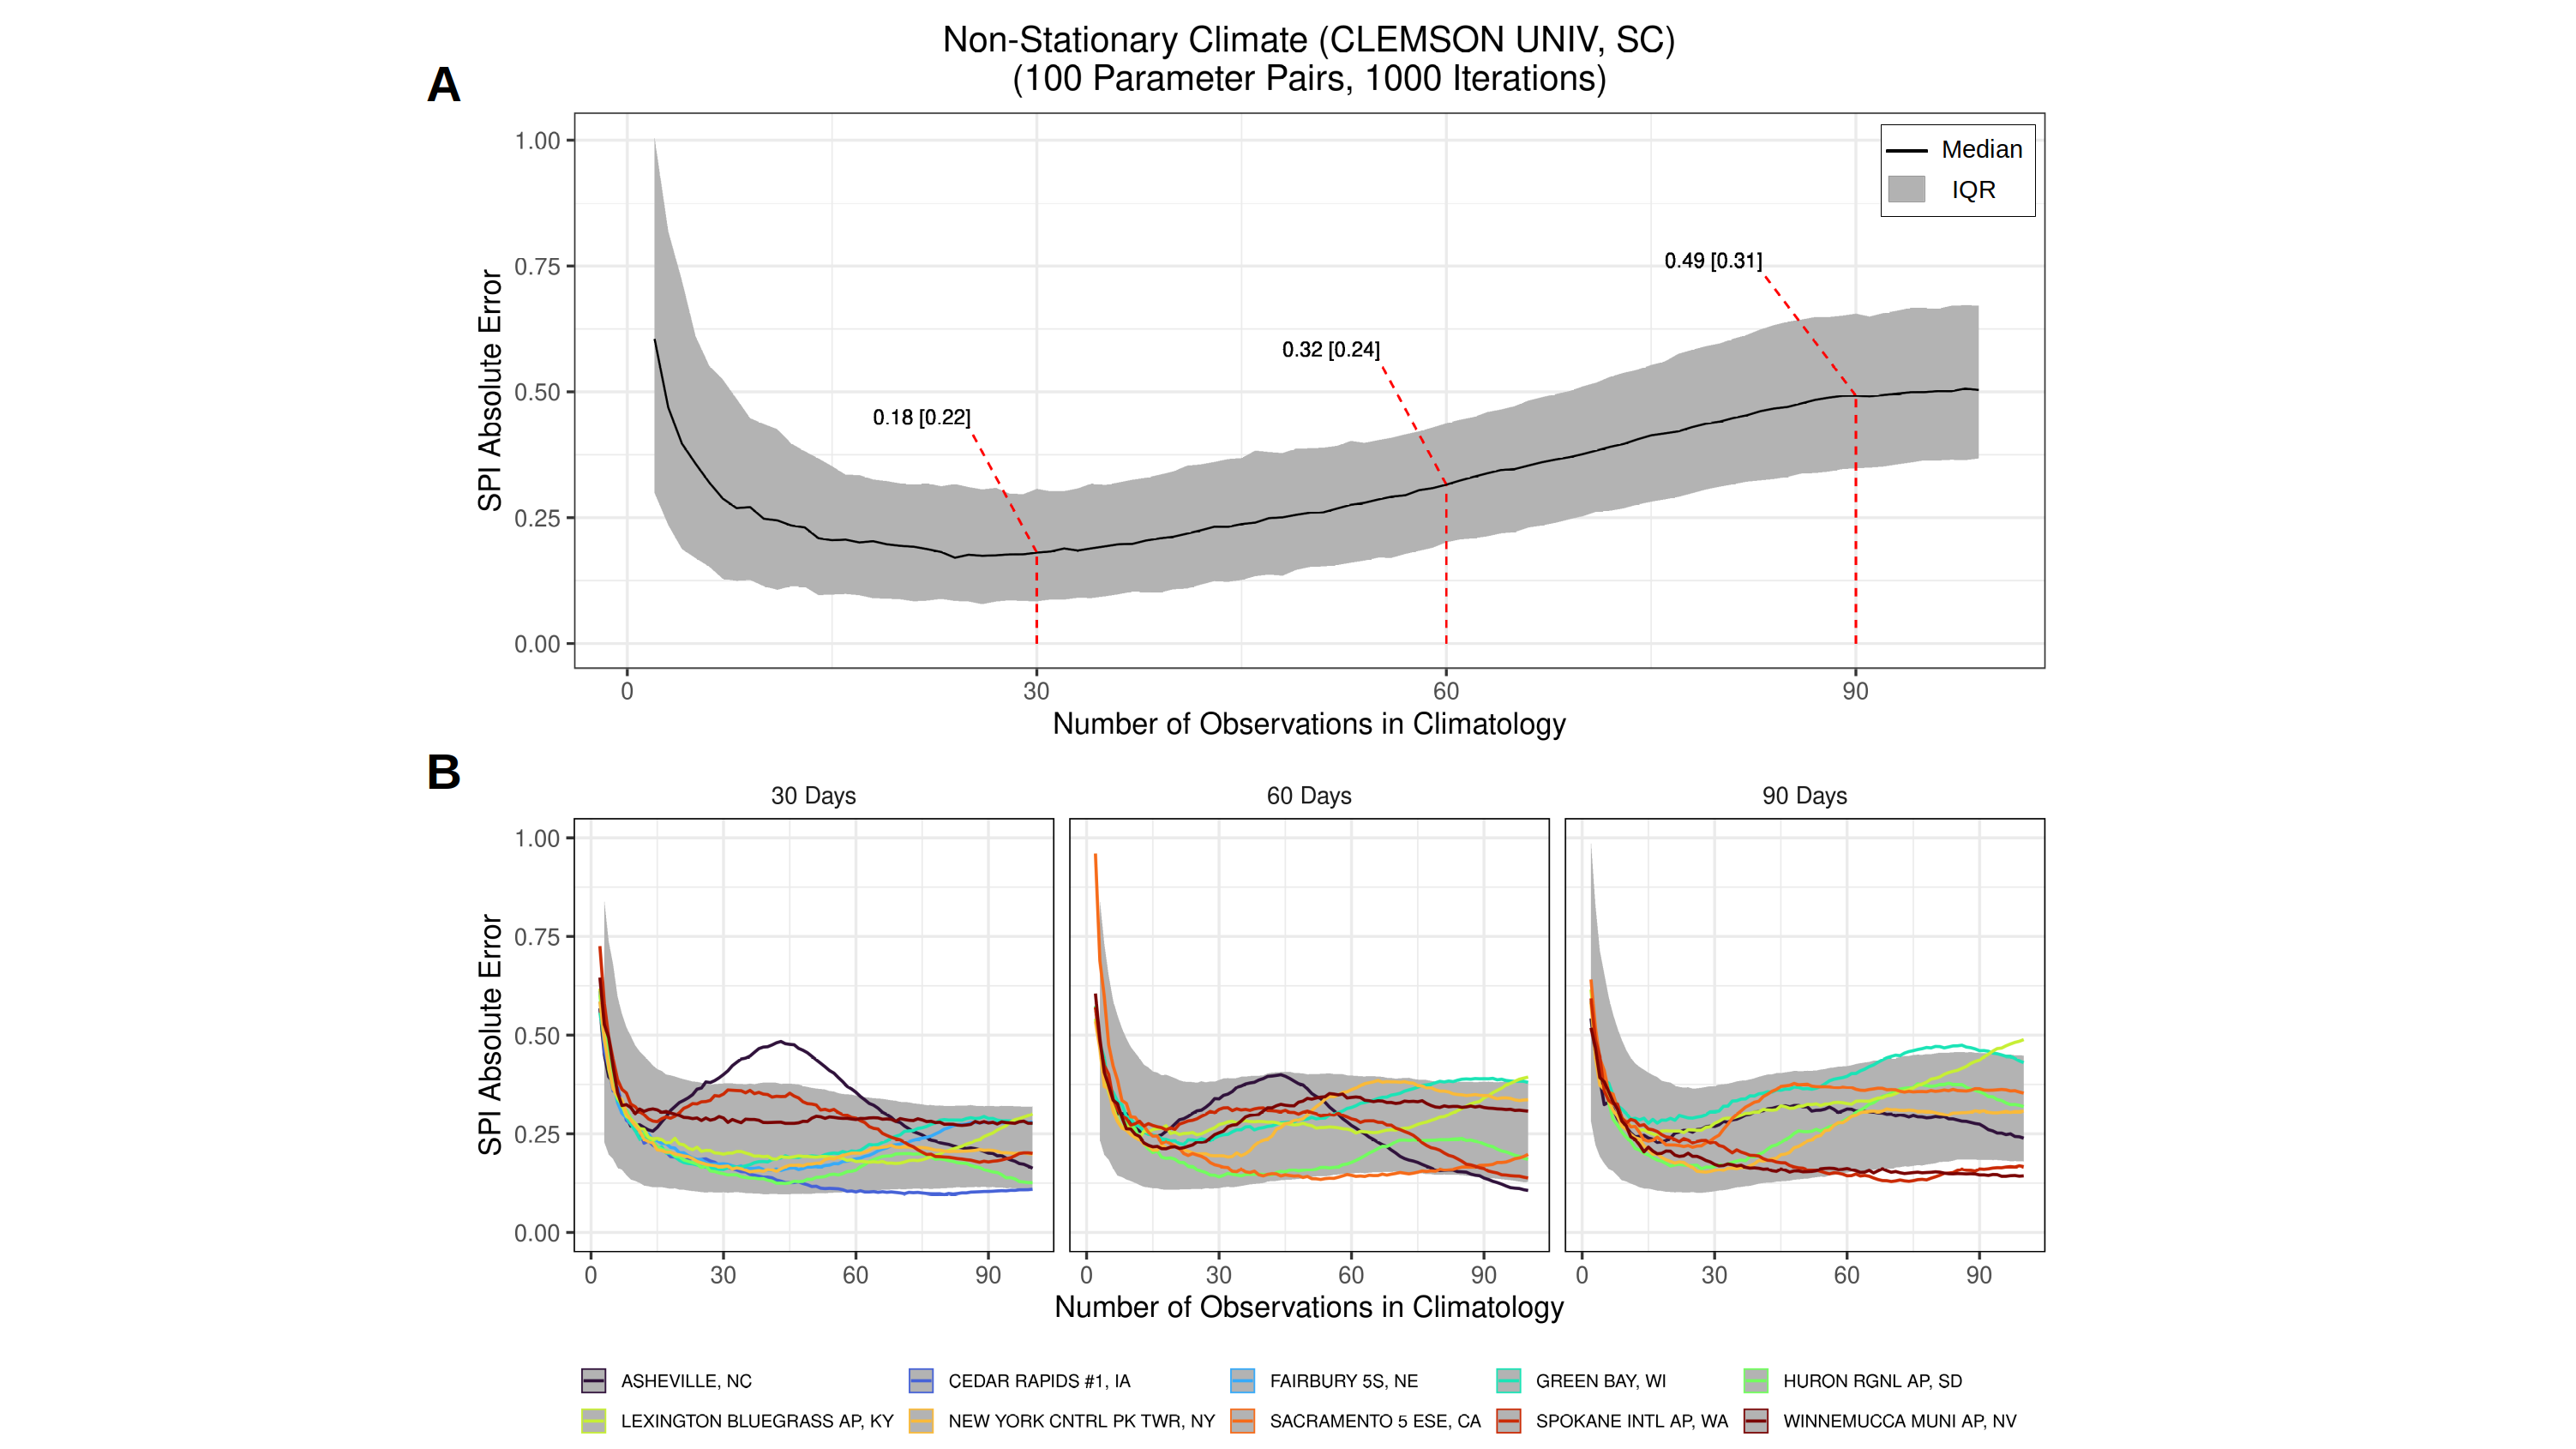 Non-Stationary Climate (CLEMSON UNIV, SC)
(100 Parameter Pairs, 1000 Iterations)
A
Median
IQR
1.00
0.75
0.50
0.25
0.00
SPI Absolute Error
0.18 [0.22]
0.32 [0.24]
0.49 [0.31]
0 30 60 90
Number of Observations in Climatology
B
30 Days 60 Days 90 Days
1.00
0.75
0.50
0.25
0.00
SPI Absolute Error
0 30 60 90 0 30 60 90 0 30 60 90
Number of Observations in Climatology
ASHEVILLE, NC CEDAR RAPIDS #1, IA FAIRBURY 5S, NE GREEN BAY, WI HURON RGNL AP, SD
LEXINGTON BLUEGRASS AP, KY NEW YORK CNTRL PK TWR, NY SACRAMENTO 5 ESE, CA SPOKANE INTL AP, WA WINNEMUCCA MUNI AP, NV